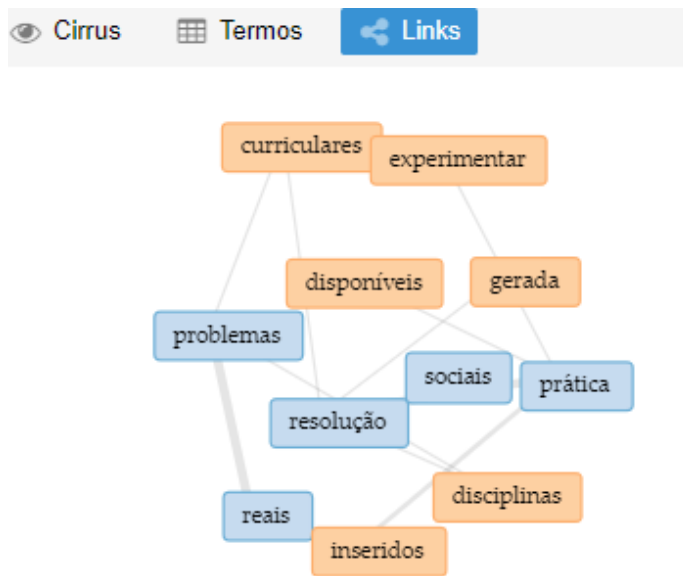 Cirrus Termos Links
curriculares
experimentar
disponíveis
gerada
problemas
sociais
prática
resolução
disciplinas
reais
inseridos